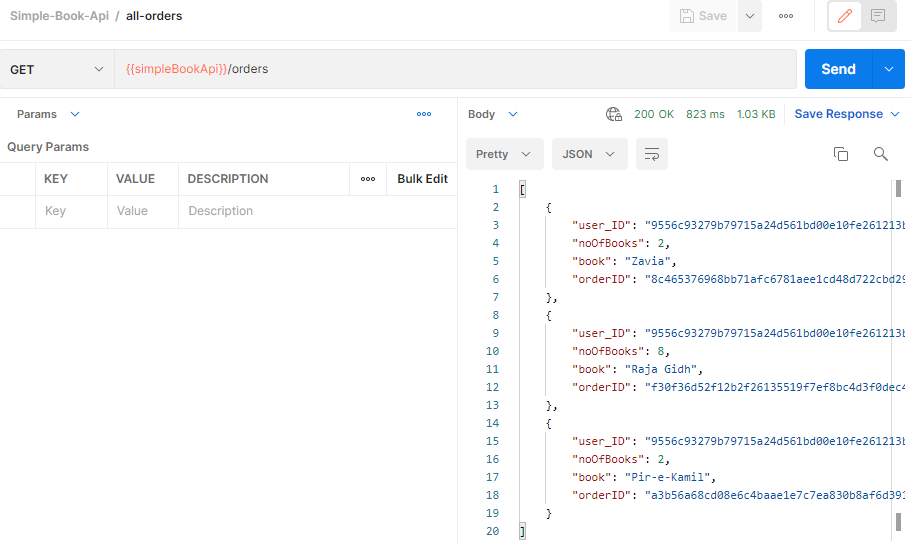 Simple-Book-Api / all-orders
Save
GET
{{simpleBookApi}}/orders
Send
Params
Body
200 OK 823 ms 1.03 KB
Save Response
Query Params
Pretty
JSON
KEY VALUE DESCRIPTION
Bulk Edit
Key Value Description
1 [
2 {
3 "user_ID": "9556c93279b79715a24d561bd00e10fe261213b
4 "noOfBooks": 2,
5 "book": "Zavia",
6 "orderID": "8c465376968bb71afc6781aee1cd48d722cbd29
7 },
8 {
9 "user_ID": "9556c93279b79715a24d561bd00e10fe261213b
10 "noOfBooks": 8,
11 "book": "Raja Gidh",
12 "orderID": "f30f36d52f12b2f26135519f7ef8bc4d3f0dec4
13 },
14 {
15 "user_ID": "9556c93279b79715a24d561bd00e10fe261213b
16 "noOfBooks": 2,
17 "book": "Pir-e-Kamil",
18 "orderID": "a3b56a68cd08e6c4baae1e7c7ea830b8af6d391
19 }
20 ]